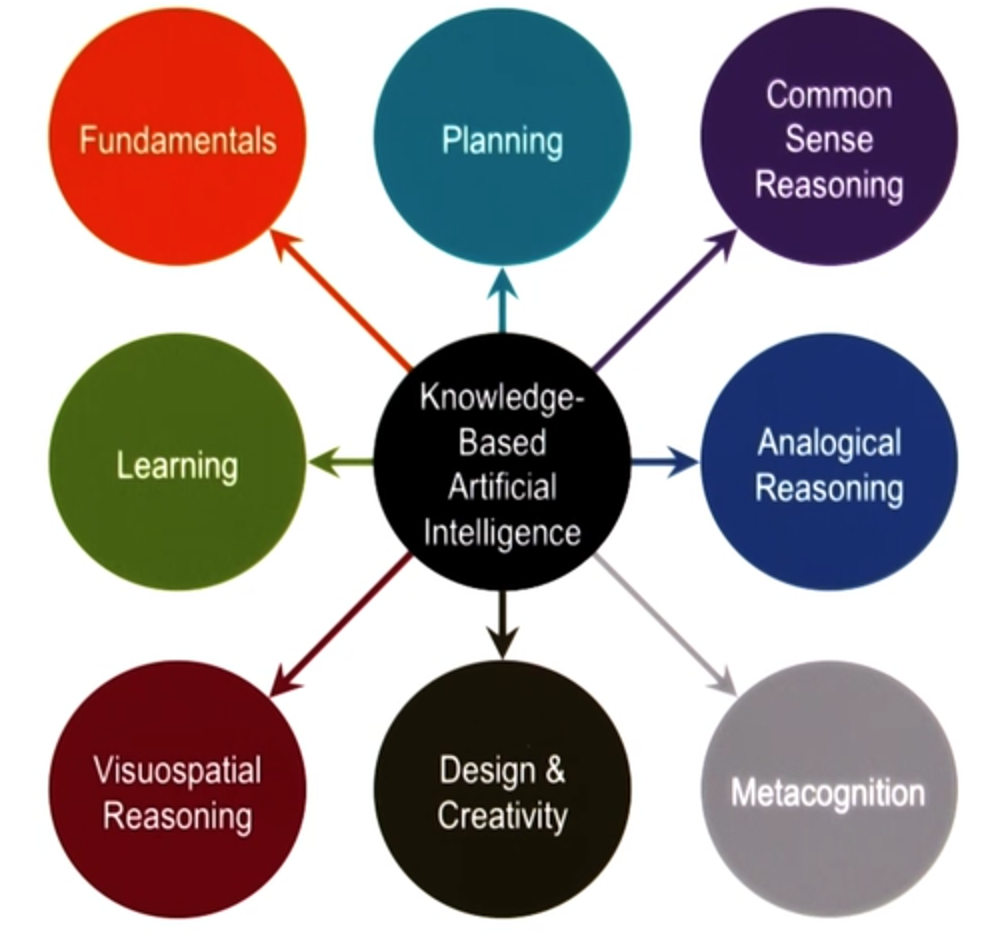 Fundamentals
Planning
Common
Sense
Reasoning
Learning
Knowledge-
Based
Artificial
Intelligence
Analogical
Reasoning
Visuospatial
Reasoning
Design &
Creativity
Metacognition